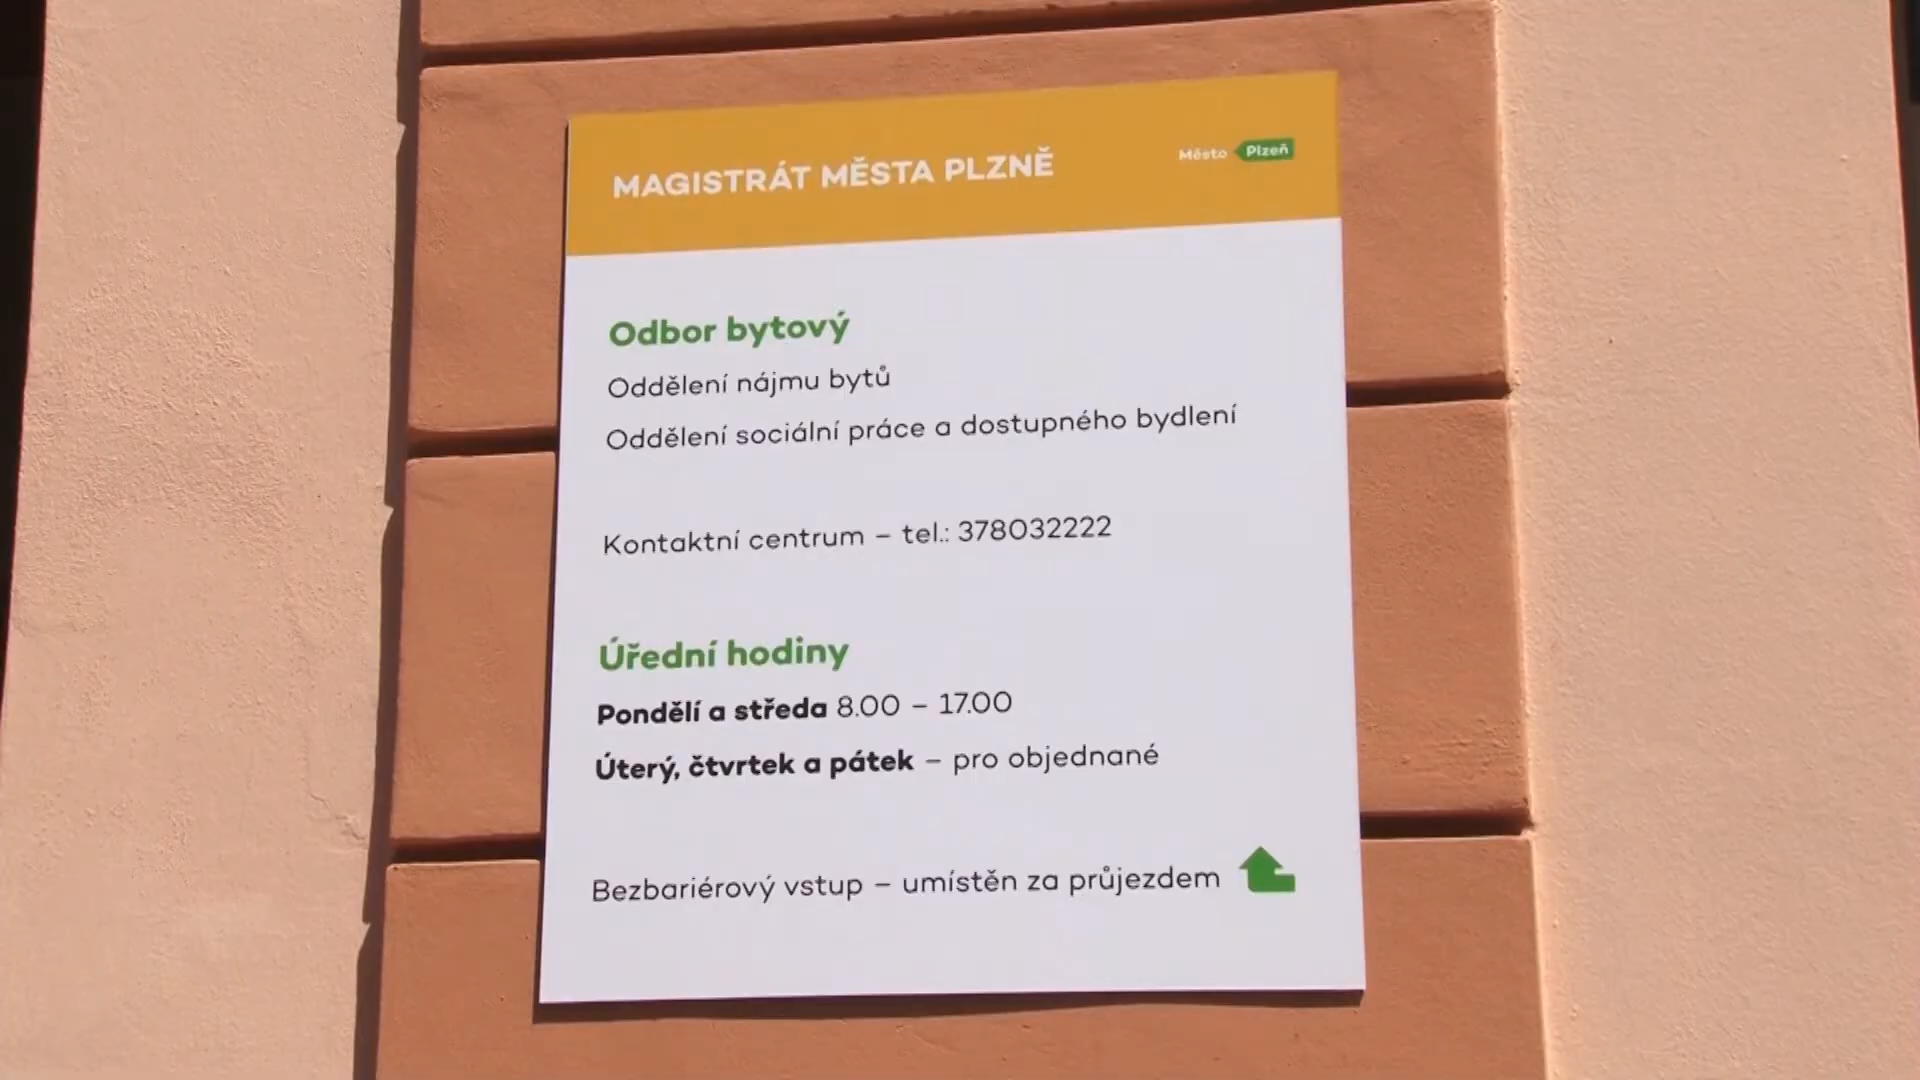 MAGISTRÁT MĚSTA PLZNĚ
Město Plzeň
Odbor bytový
Oddělení nájmu bytů
Oddělení sociální práce a dostupného bydlení
Kontaktní centrum – tel.: 378032222
Úřední hodiny
Pondělí a středa 8.00 – 17.00
Úterý, čtvrtek a pátek – pro objednané
Bezbariérový vstup – umístěn za průjezdem